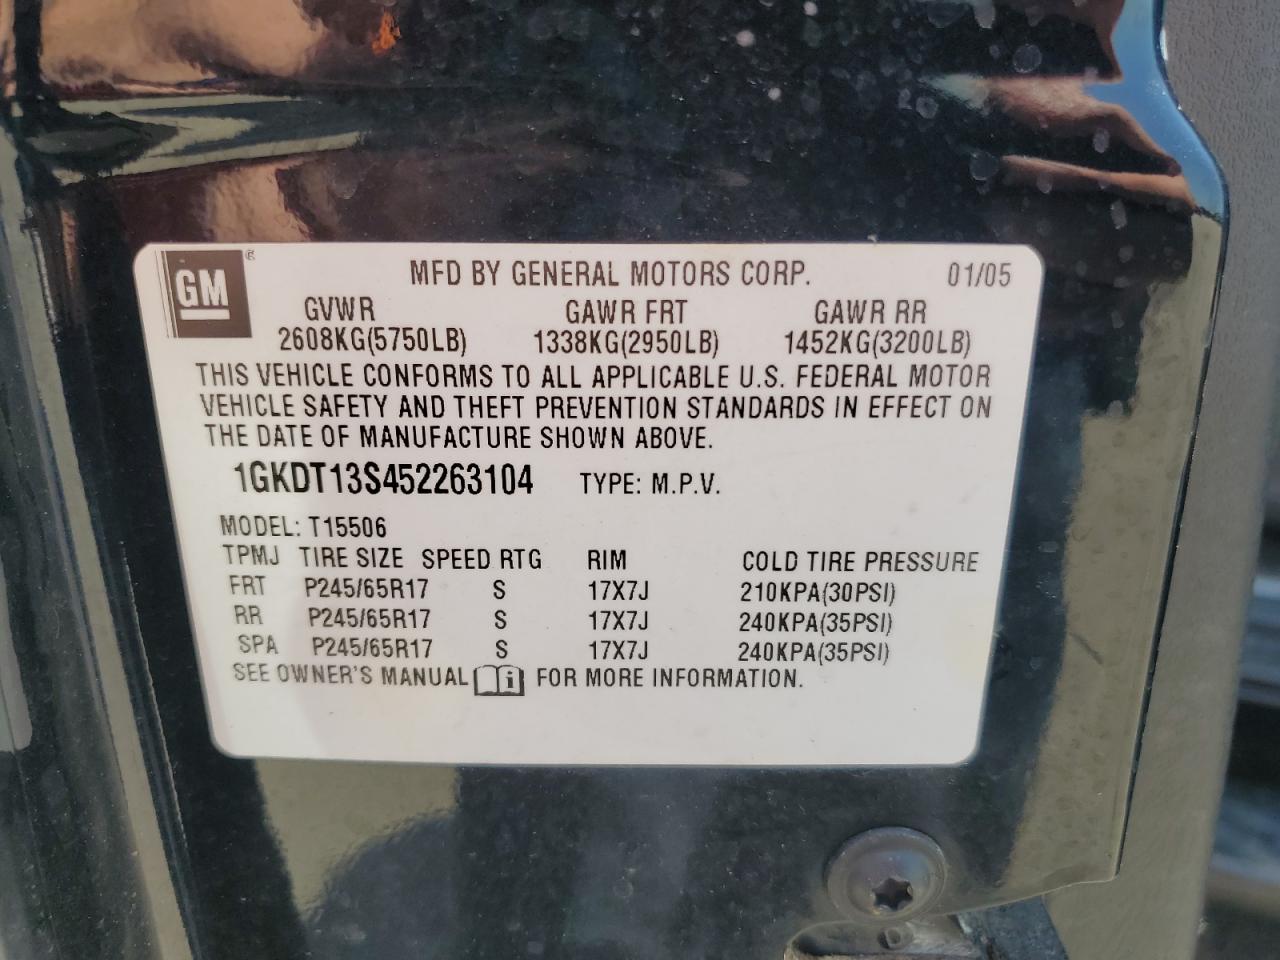 GM ®
MFD BY GENERAL MOTORS CORP. 01/05
GVWR GAWR FRT GAWR RR
2608KG(5750LB) 1338KG(2950LB) 1452KG(3200LB)
THIS VEHICLE CONFORMS TO ALL APPLICABLE U.S. FEDERAL MOTOR
VEHICLE SAFETY AND THEFT PREVENTION STANDARDS IN EFFECT ON
THE DATE OF MANUFACTURE SHOWN ABOVE.
1GKDT13S452263104 TYPE: M.P.V.
MODEL: T15506
TPMJ TIRE SIZE SPEED RTG RIM COLD TIRE PRESSURE
FRT P245/65R17 S 17X7J 210KPA(30PSI)
RR P245/65R17 S 17X7J 240KPA(35PSI)
SPA P245/65R17 S 17X7J 240KPA(35PSI)
SEE OWNER'S MANUAL i FOR MORE INFORMATION.